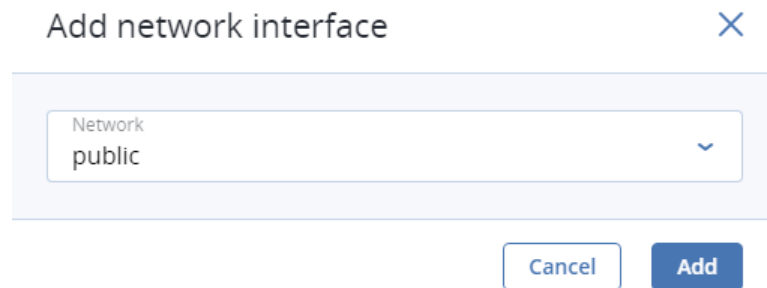 Add network interface
Network
public
Cancel
Add